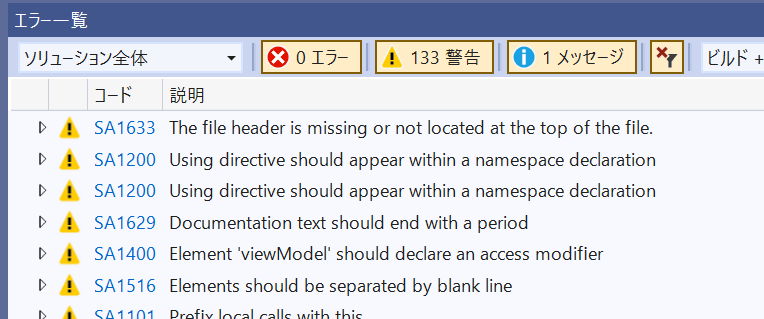 エラー一覧
ソリューション全体 0 エラー 133 警告 1 メッセージ ビルド +
コード 説明
SA1633 The file header is missing or not located at the top of the file.
SA1200 Using directive should appear within a namespace declaration
SA1200 Using directive should appear within a namespace declaration
SA1629 Documentation text should end with a period
SA1400 Element 'viewModel' should declare an access modifier
SA1516 Elements should be separated by blank line
SA1101 Prefix local calls with this